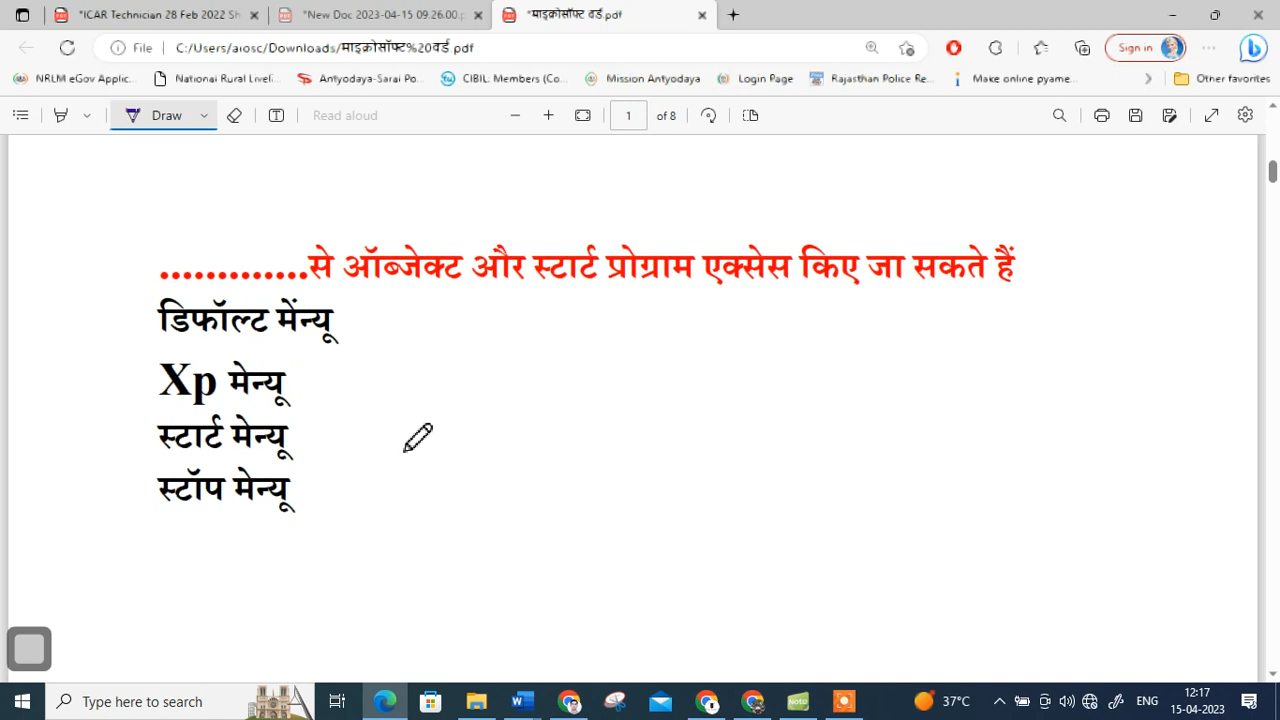 *ICAR Technician 28 Feb 2022 Sh
*New Doc 2023-04-15 09.26.00.p
*माइक्रोसॉफ्ट वर्ड.pdf
File
C:/Users/aiosc/Downloads/माइक्रोसॉफ्ट%20वर्ड.pdf
Sign in
NRLM eGov Applic...
National Rural Liveli...
Antyodaya-Sarai Po...
CIBIL: Members (Co...
Mission Antyodaya
Login Page
Rajasthan Police Re...
Make online pyame...
Other favorites
Draw
Read aloud
1 of 8
.............से ऑब्जेक्ट और स्टार्ट प्रोग्राम एक्सेस किए जा सकते हैं
डिफॉल्ट मेंन्यू
Xp मेन्यू
स्टार्ट मेन्यू
स्टॉप मेन्यू
Type here to search
37°C
ENG
12:17
15-04-2023